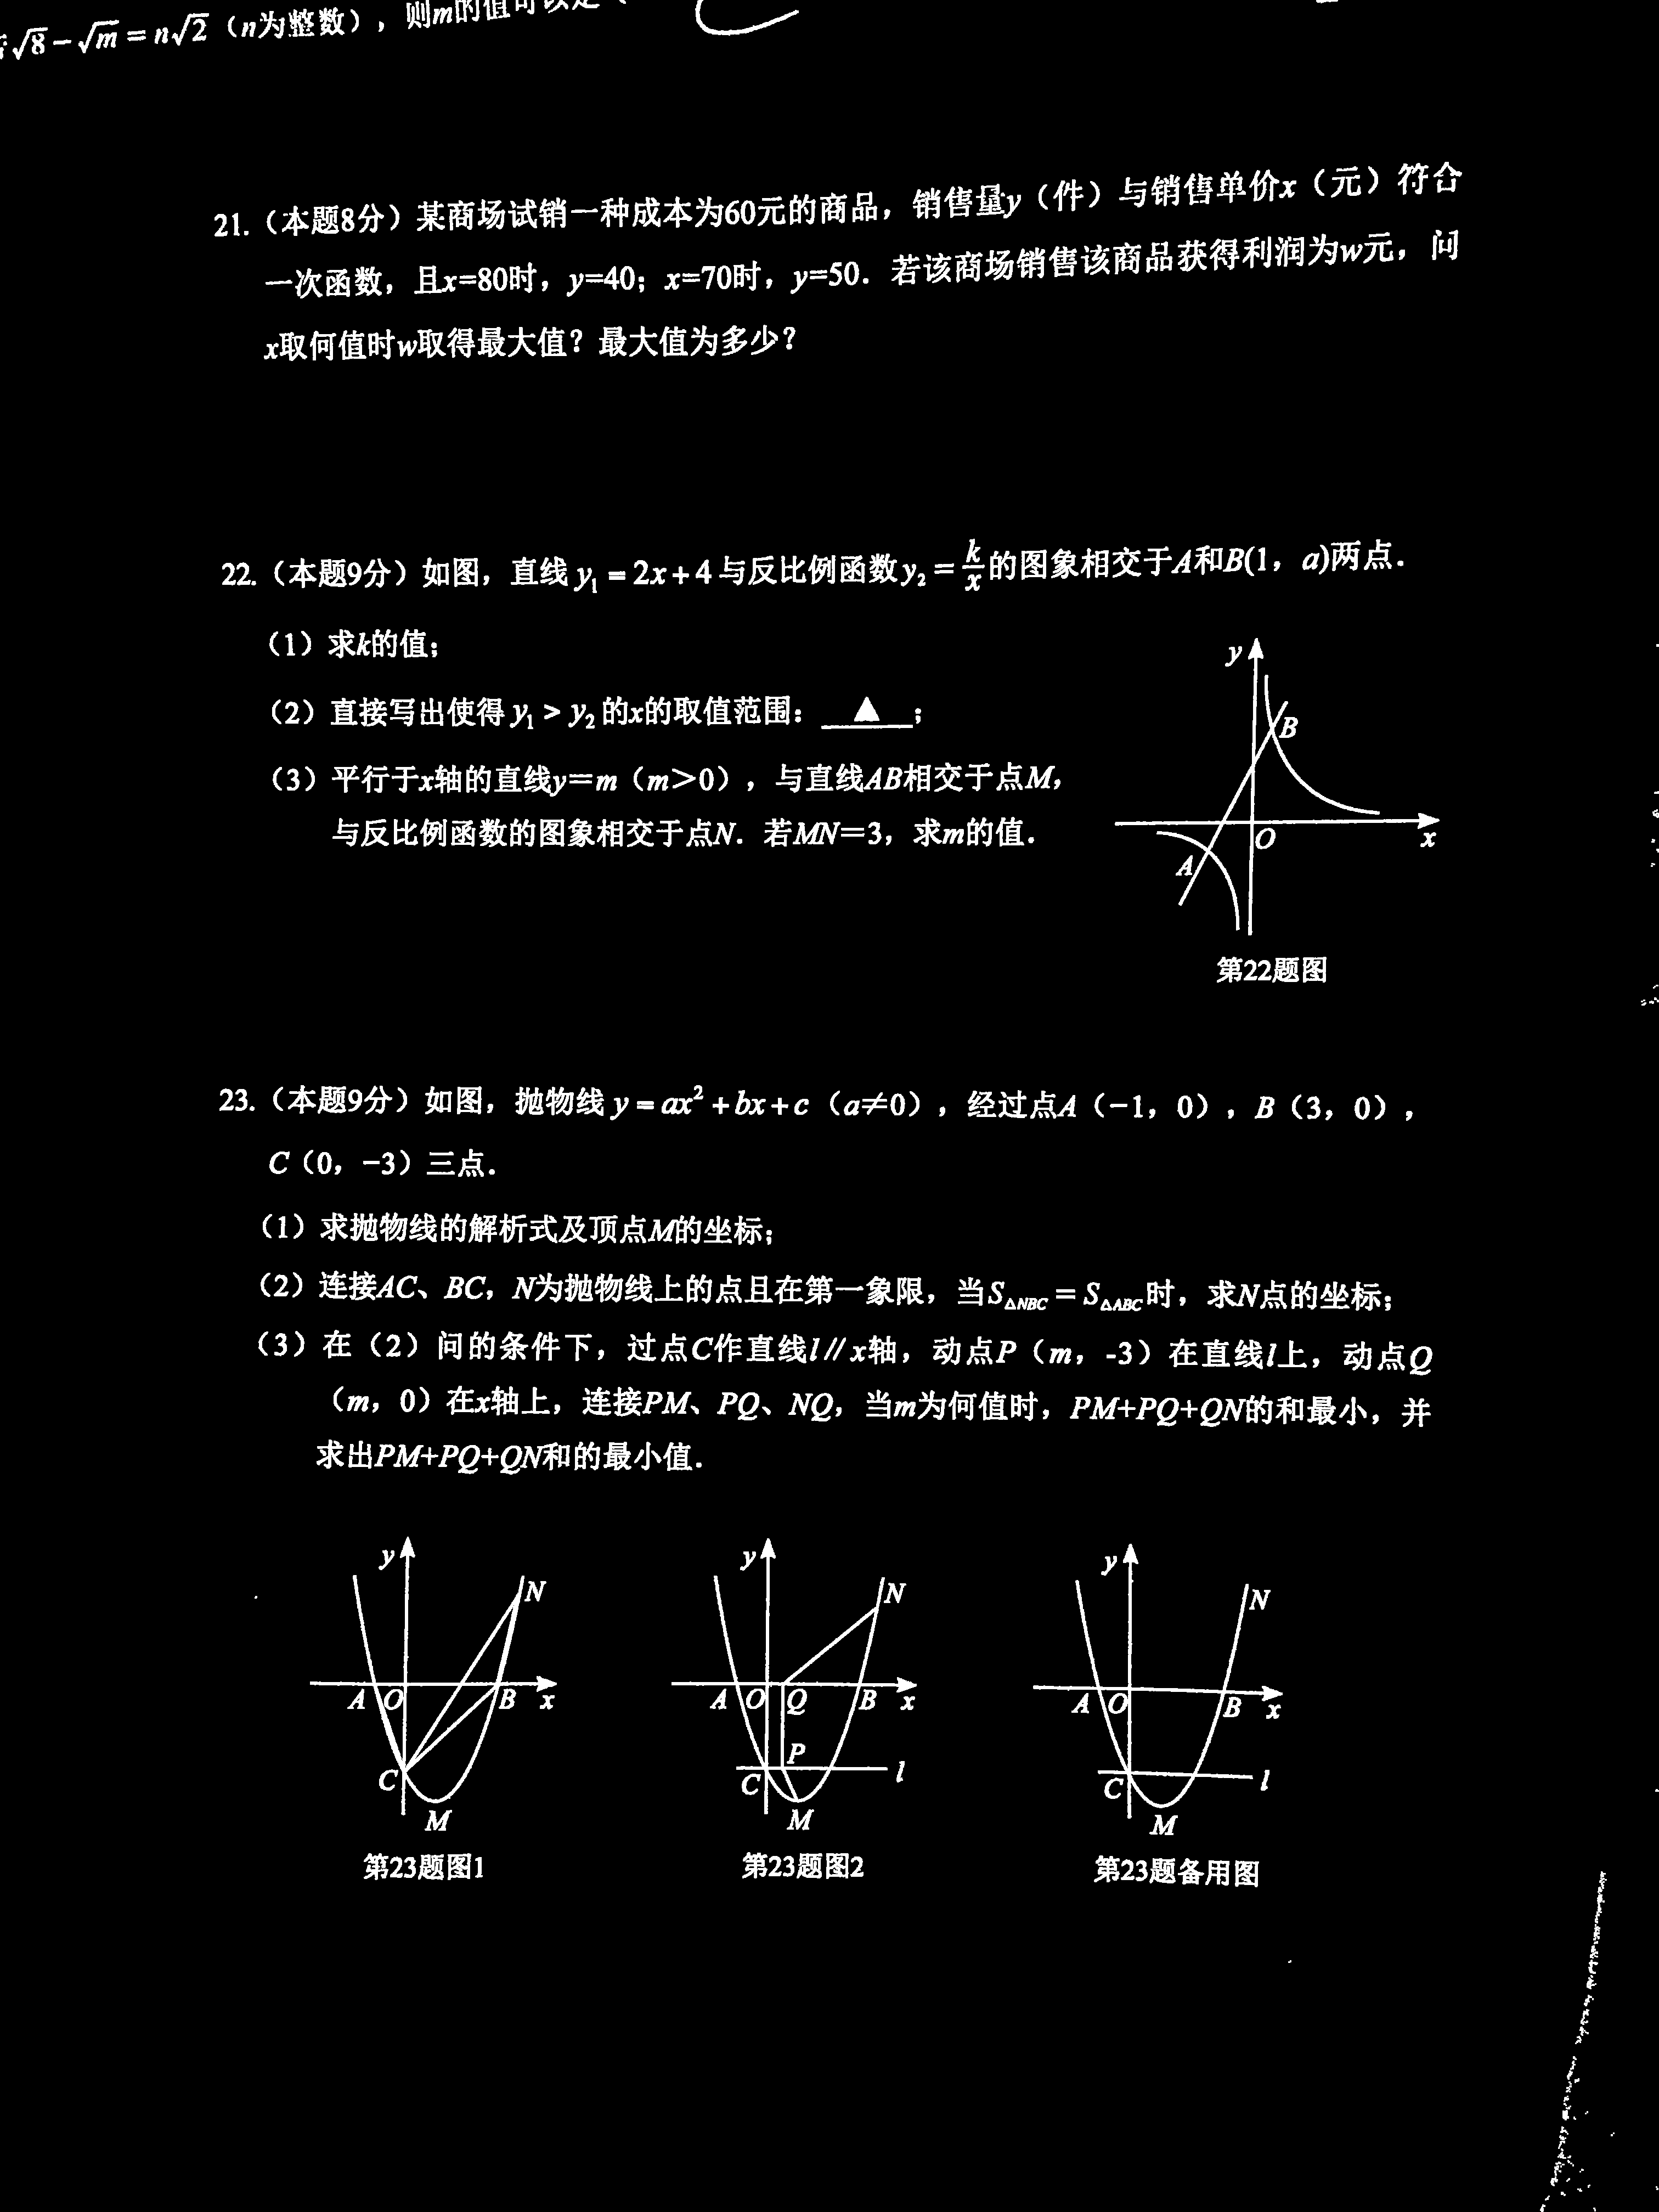 √8－√m = n√2（n为整数），则m的值可以是（
21.（本题8分）某商场试销一种成本为60元的商品，销售量y（件）与销售单价x（元）符合
一次函数，且x=80时，y=40；x=70时，y=50．若该商场销售该商品获得利润为w元，问
x取何值时w取得最大值？最大值为多少？
22.（本题9分）如图，直线 y₁ = 2x + 4 与反比例函数 y₂ = k/x 的图象相交于A和B(1，a)两点．
（1）求k的值；
（2）直接写出使得 y₁ > y₂ 的x的取值范围：▲；
（3）平行于x轴的直线y＝m（m＞0），与直线AB相交于点M，
与反比例函数的图象相交于点N．若MN＝3，求m的值．
y
B
O
x
A
第22题图
23.（本题9分）如图，抛物线 y = ax² + bx + c（a≠0），经过点A（−1，0），B（3，0），
C（0，−3）三点．
（1）求抛物线的解析式及顶点M的坐标；
（2）连接AC、BC，N为抛物线上的点且在第一象限，当S△NBC = S△ABC时，求N点的坐标；
（3）在（2）问的条件下，过点C作直线l∥x轴，动点P（m，-3）在直线l上，动点Q
（m，0）在x轴上，连接PM、PQ、NQ，当m为何值时，PM+PQ+QN的和最小，并
求出PM+PQ+QN和的最小值．
y
N
A O B x
C
M
第23题图1
y
N
A O Q B x
P
C l
M
第23题图2
y
N
A O B x
C l
M
第23题备用图